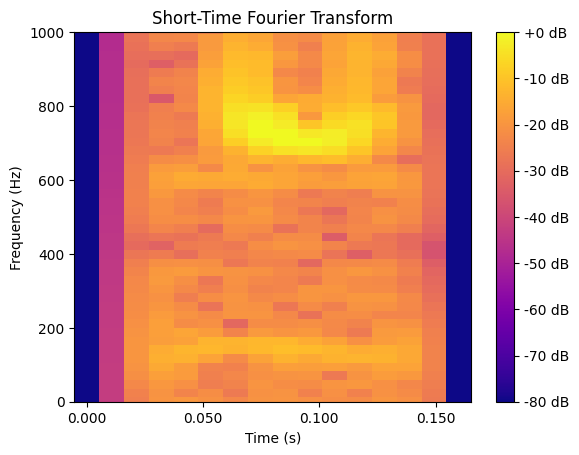 Short-Time Fourier Transform
1000
800
600
400
200
0
Frequency (Hz)
0.000
0.050
0.100
0.150
Time (s)
+0 dB
-10 dB
-20 dB
-30 dB
-40 dB
-50 dB
-60 dB
-70 dB
-80 dB